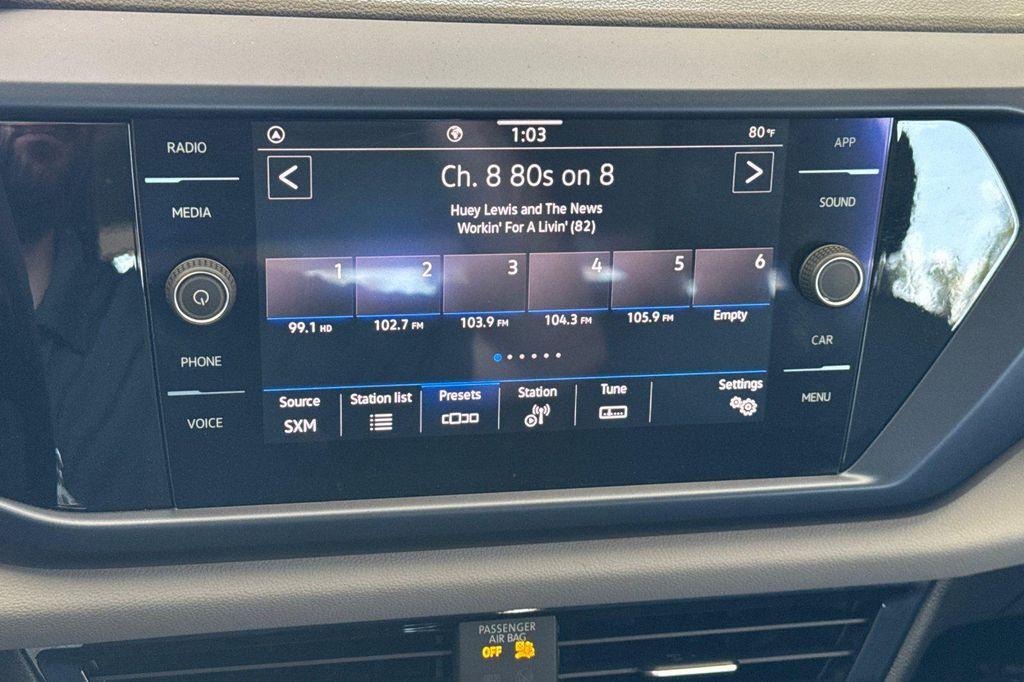 1:03
80°F
RADIO
MEDIA
PHONE
VOICE
<
Ch. 8 80s on 8
>
Huey Lewis and The News
Workin' For A Livin' (82)
1 2 3 4 5 6
99.1 HD 102.7 FM 103.9 FM 104.3 FM 105.9 FM Empty
Source Station list Presets Station Tune Settings
SXM
APP
SOUND
CAR
MENU
PASSENGER
AIR BAG
OFF